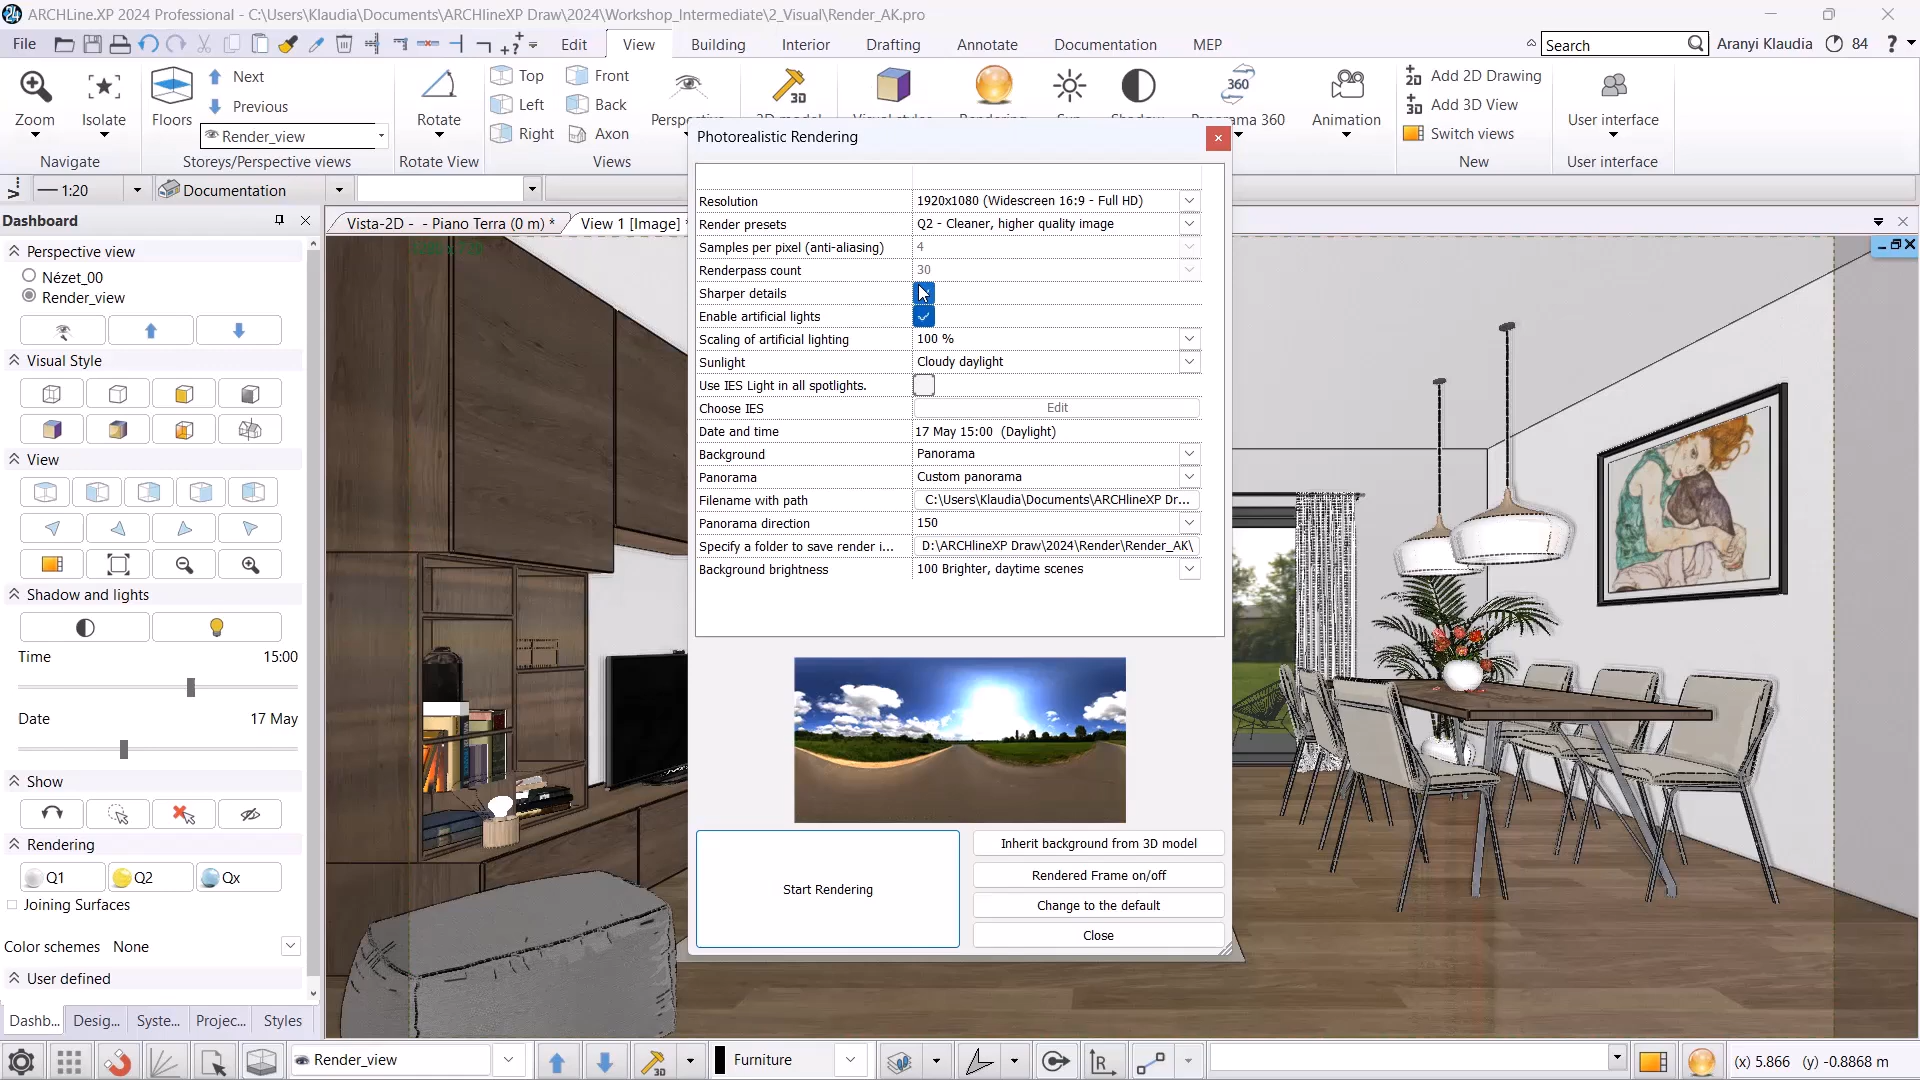 ARCHLine.XP 2024 Professional - C:\Users\Klaudia\Documents\ARCHlineXP Draw\2024\Workshop_Intermediate\2_Visual\Render_AK.pro
File
Edit
View
Building
Interior
Drafting
Annotate
Documentation
MEP
Search
Aranyi Klaudia
84
Zoom
Isolate
Floors
Next
Previous
Render_view
Rotate
Top
Left
Right
Front
Back
Axon
Animation
Add 2D Drawing
Add 3D View
Switch views
User interface
Navigate
Storeys/Perspective views
Rotate View
Views
New
User interface
1:20
Documentation
Dashboard
Vista-2D - - Piano Terra (0 m) *
View 1 [Image]
Perspective view
Nézet_00
Render_view
Visual Style
View
Shadow and lights
Time
15:00
Date
17 May
Show
Rendering
Q1
Q2
Qx
Joining Surfaces
Color schemes
None
User defined
Dashb...
Desig...
Syste...
Projec...
Styles
Photorealistic Rendering
Resolution
1920x1080 (Widescreen 16:9 - Full HD)
Render presets
Q2 - Cleaner, higher quality image
Samples per pixel (anti-aliasing)
4
Renderpass count
30
Sharper details
Enable artificial lights
Scaling of artificial lighting
100 %
Sunlight
Cloudy daylight
Use IES Light in all spotlights.
Choose IES
Edit
Date and time
17 May 15:00 (Daylight)
Background
Panorama
Panorama
Custom panorama
Filename with path
C:\Users\Klaudia\Documents\ARCHlineXP Dr...
Panorama direction
150
Specify a folder to save render i...
D:\ARCHlineXP Draw\2024\Render\Render_AK\
Background brightness
100 Brighter, daytime scenes
Start Rendering
Inherit background from 3D model
Rendered Frame on/off
Change to the default
Close
Render_view
Furniture
(x) 5.866 (y) -0.8868 m